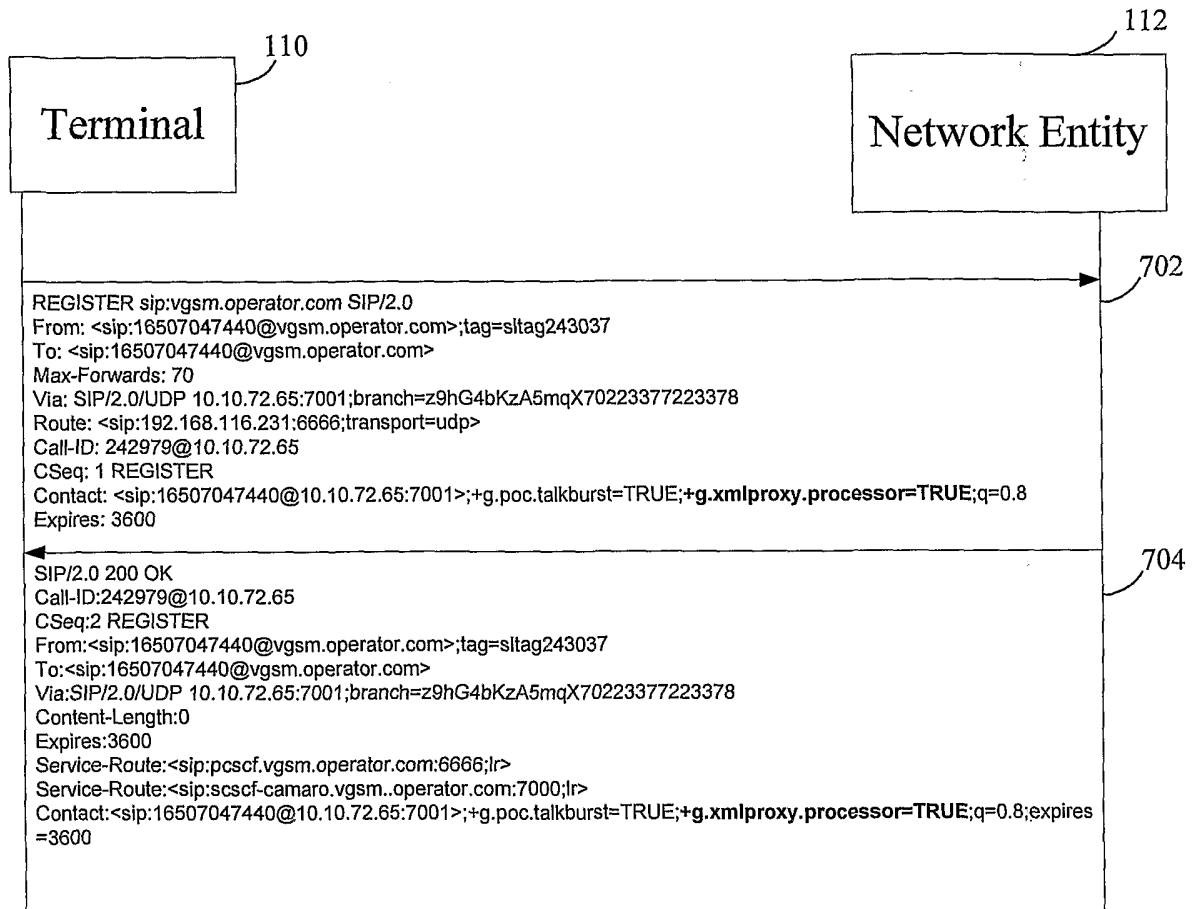 110
112
Terminal
Network Entity
702
REGISTER sip:vgsm.operator.com SIP/2.0
From: <sip:16507047440@vgsm.operator.com>;tag=sltag243037
To: <sip:16507047440@vgsm.operator.com>
Max-Forwards: 70
Via: SIP/2.0/UDP 10.10.72.65:7001;branch=z9hG4bKzA5mqX70223377223378
Route: <sip:192.168.116.231:6666;transport=udp>
Call-ID: 242979@10.10.72.65
CSeq: 1 REGISTER
Contact: <sip:16507047440@10.10.72.65:7001>;+g.poc.talkburst=TRUE;+g.xmlproxy.processor=TRUE;q=0.8
Expires: 3600
704
SIP/2.0 200 OK
Call-ID:242979@10.10.72.65
CSeq:2 REGISTER
From:<sip:16507047440@vgsm.operator.com>;tag=sltag243037
To:<sip:16507047440@vgsm.operator.com>
Via:SIP/2.0/UDP 10.10.72.65:7001;branch=z9hG4bKzA5mqX70223377223378
Content-Length:0
Expires:3600
Service-Route:<sip:pcscf.vgsm.operator.com:6666;lr>
Service-Route:<sip:scscf-camaro.vgsm..operator.com:7000;lr>
Contact:<sip:16507047440@10.10.72.65:7001>;+g.poc.talkburst=TRUE;+g.xmlproxy.processor=TRUE;q=0.8;expires
=3600